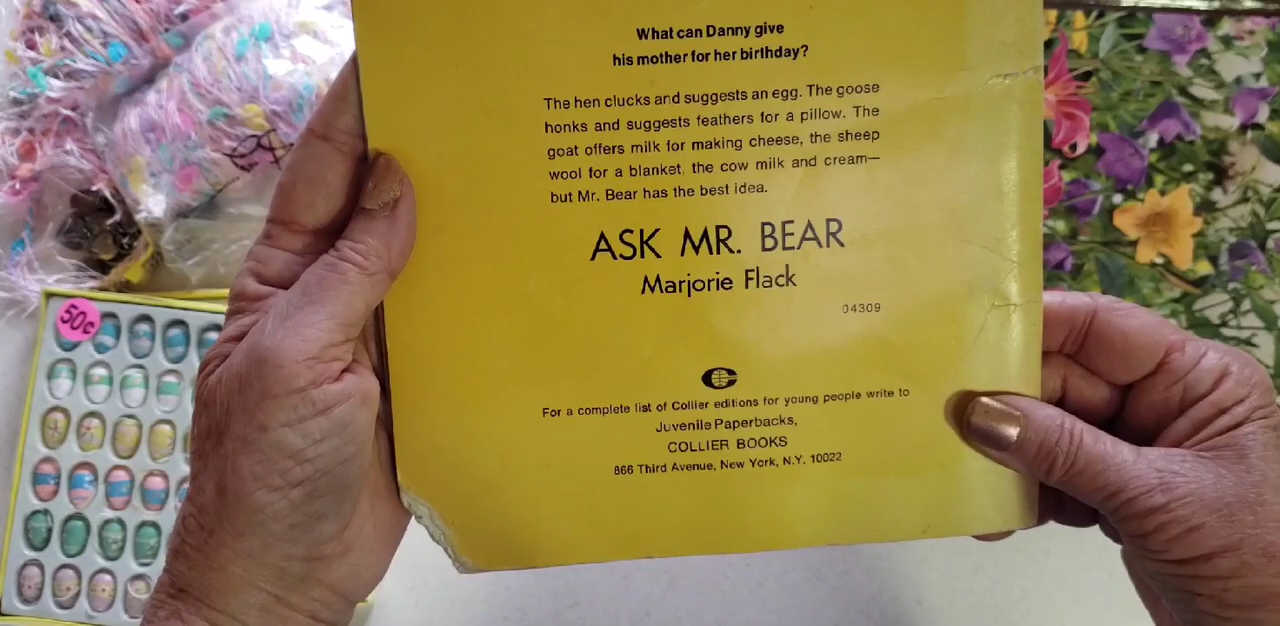 What can Danny give
his mother for her birthday?
The hen clucks and suggests an egg. The goose
honks and suggests feathers for a pillow. The
goat offers milk for making cheese, the sheep
wool for a blanket, the cow milk and cream—
but Mr. Bear has the best idea.
ASK MR. BEAR
Marjorie Flack
04309
For a complete list of Collier editions for young people write to
Juvenile Paperbacks,
COLLIER BOOKS
866 Third Avenue, New York, N.Y. 10022
50¢